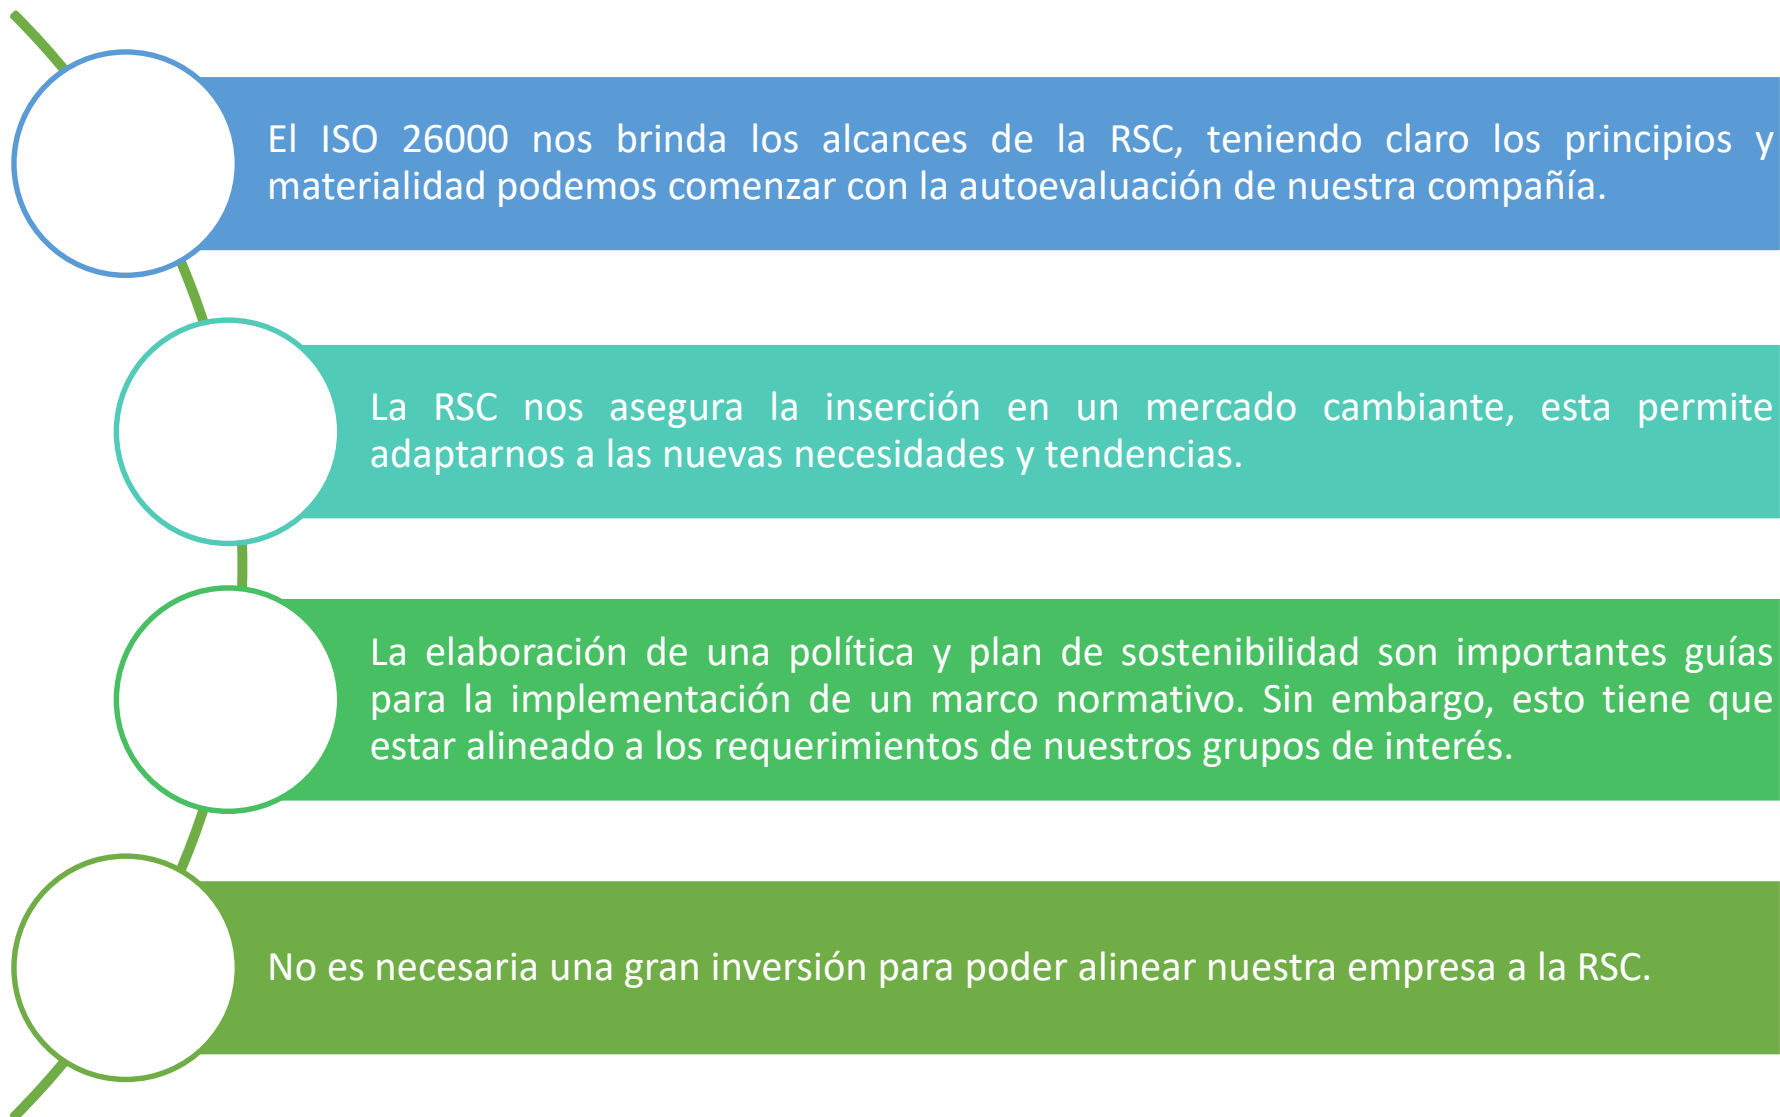 El ISO 26000 nos brinda los alcances de la RSC, teniendo claro los principios y
materialidad podemos comenzar con la autoevaluación de nuestra compañía.
La RSC nos asegura la inserción en un mercado cambiante, esta permite
adaptarnos a las nuevas necesidades y tendencias.
La elaboración de una política y plan de sostenibilidad son importantes guías
para la implementación de un marco normativo. Sin embargo, esto tiene que
estar alineado a los requerimientos de nuestros grupos de interés.
No es necesaria una gran inversión para poder alinear nuestra empresa a la RSC.